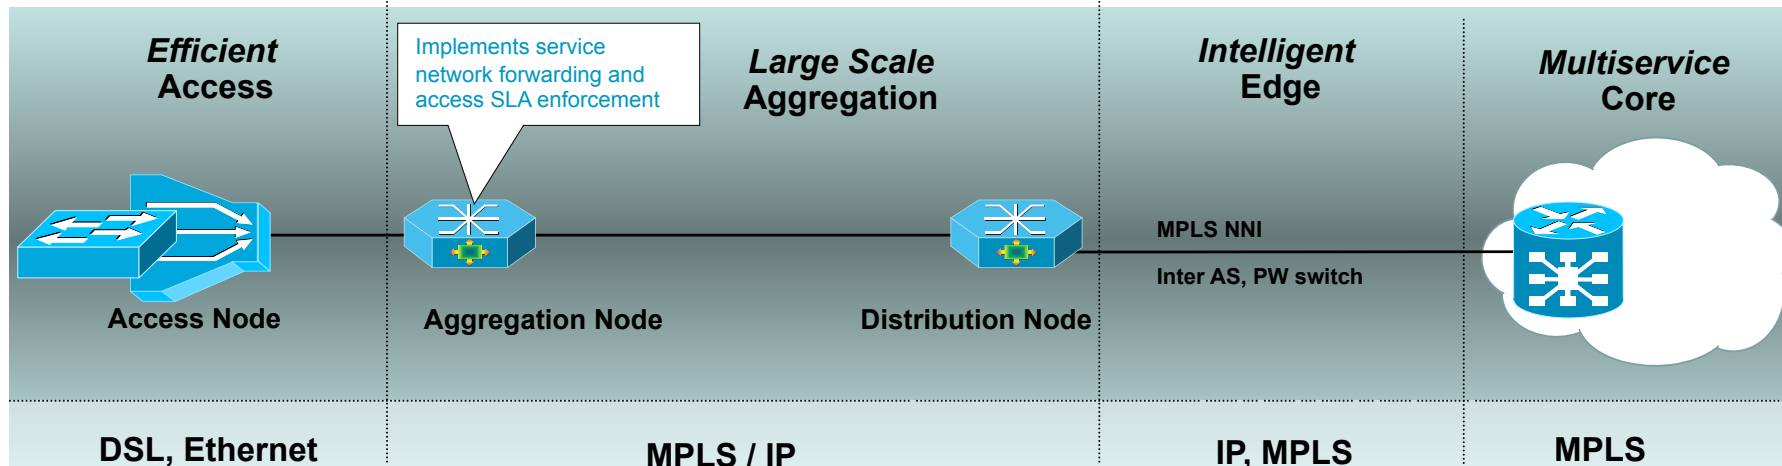 Efficient
Access
Implements service
network forwarding and
access SLA enforcement
Large Scale
Aggregation
Intelligent
Edge
Multiservice
Core
MPLS NNI
Inter AS, PW switch
Access Node
Aggregation Node
Distribution Node
DSL, Ethernet
MPLS / IP
IP, MPLS
MPLS